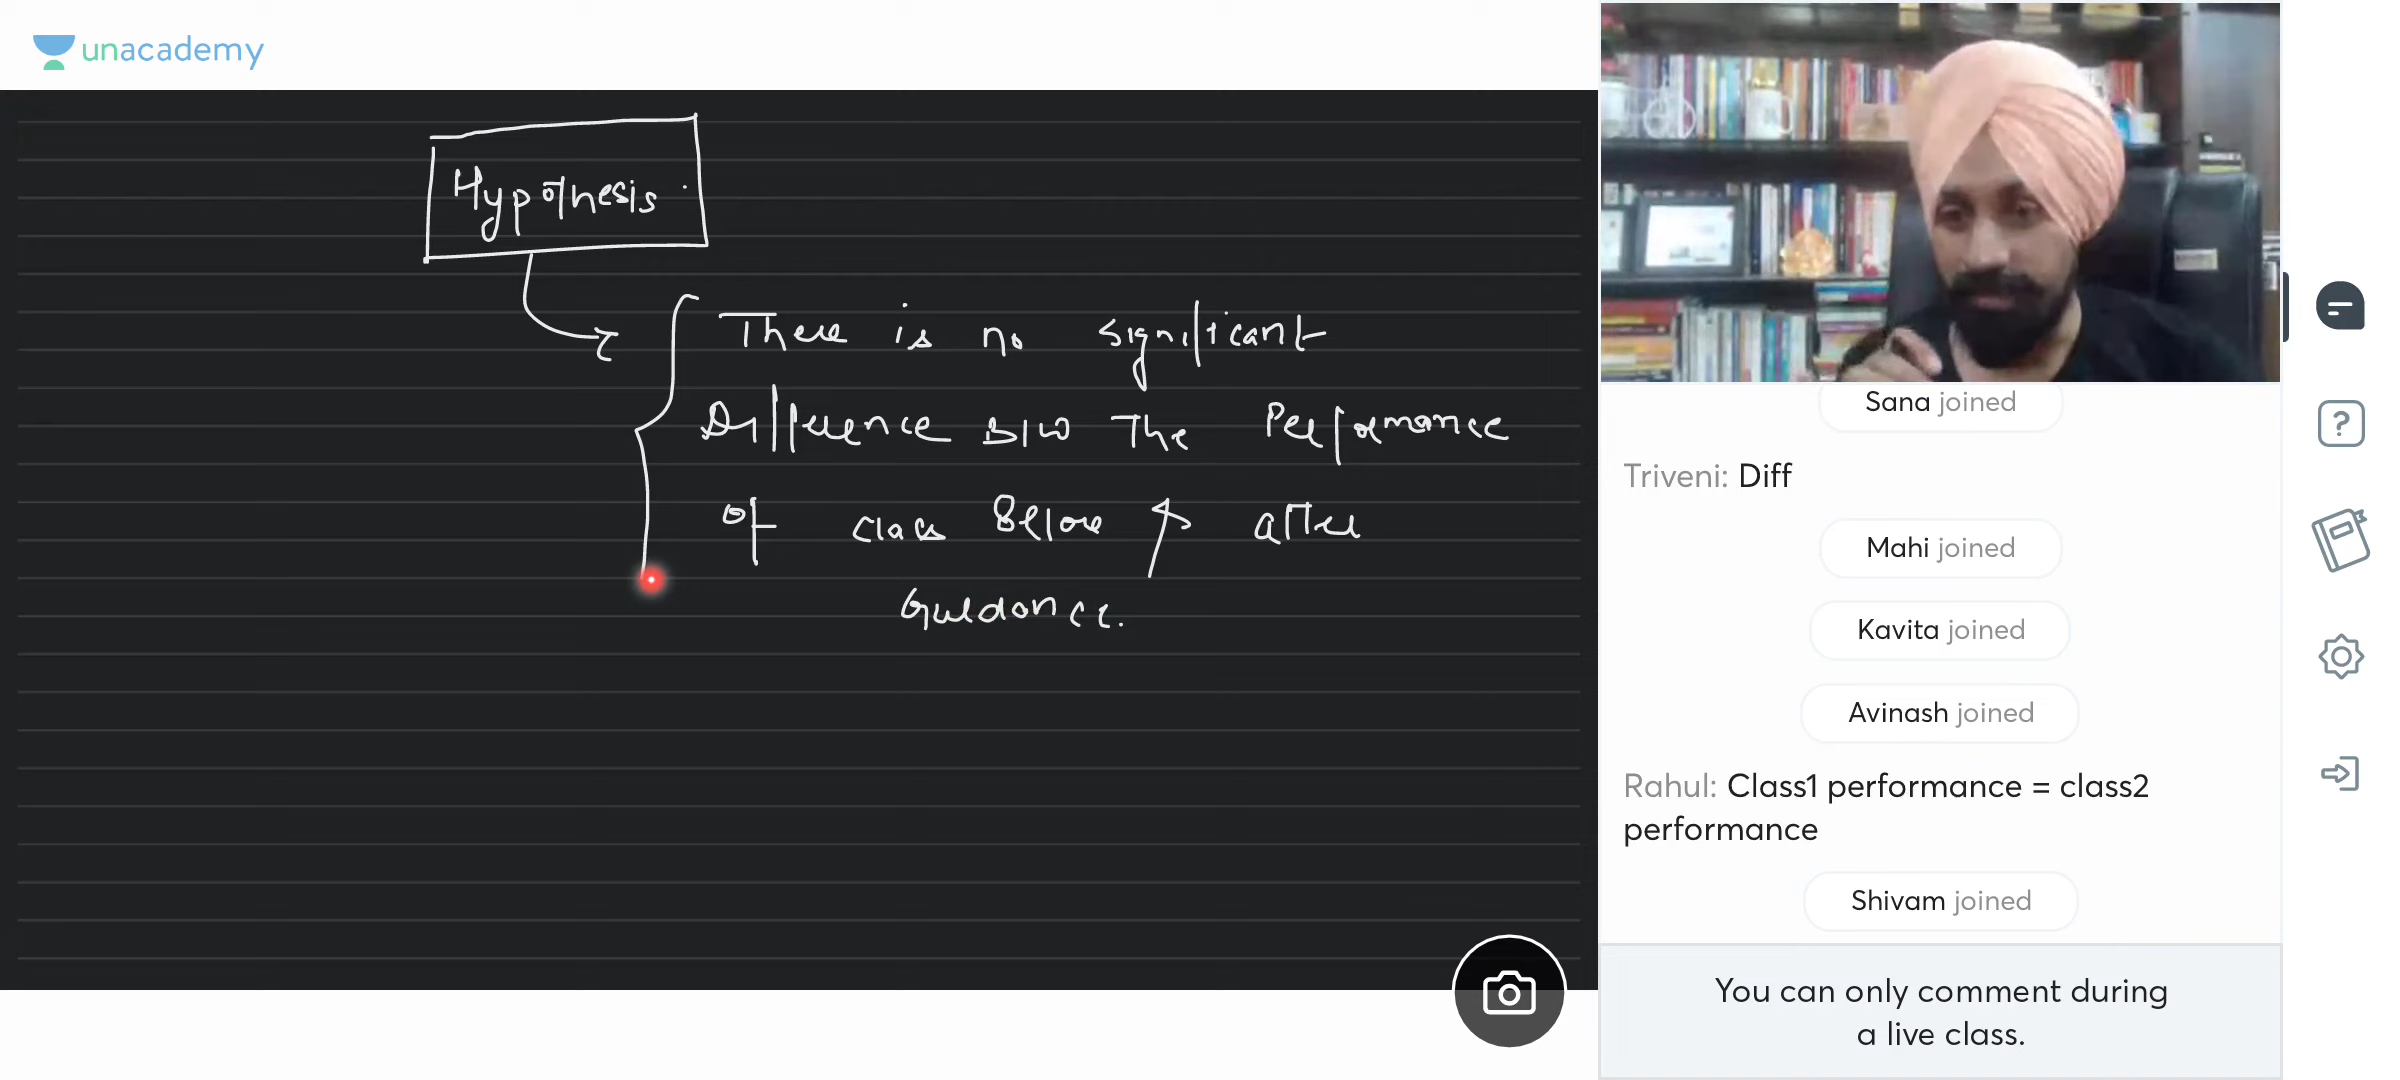 unacademy
Hypothesis.
There is no significant
Difference B/w The Performance
of class Before & after
Guidance.
Sana joined
Triveni: Diff
Mahi joined
Kavita joined
Avinash joined
Rahul: Class1 performance = class2
performance
Shivam joined
You can only comment during
a live class.